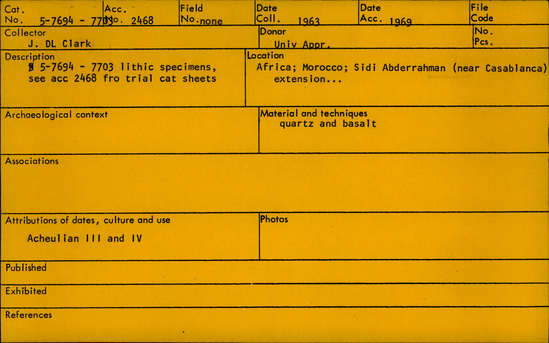 Cat. No. 5-7694 - 7703
Acc. No. 2468
Field No. none
Date Coll. 1963
Date Acc. 1969
File Code
Collector
J. DL Clark
Donor
Univ Appr.
No. Pcs.
Description
5-7694 - 7703 lithic specimens,
see acc 2468 fro trial cat sheets
Location
Africa; Morocco; Sidi Abderrahman (near Casablanca)
extension...
Archaeological context
Material and techniques
quartz and basalt
Associations
Attributions of dates, culture and use
Acheulian III and IV
Photos
Published
Exhibited
References